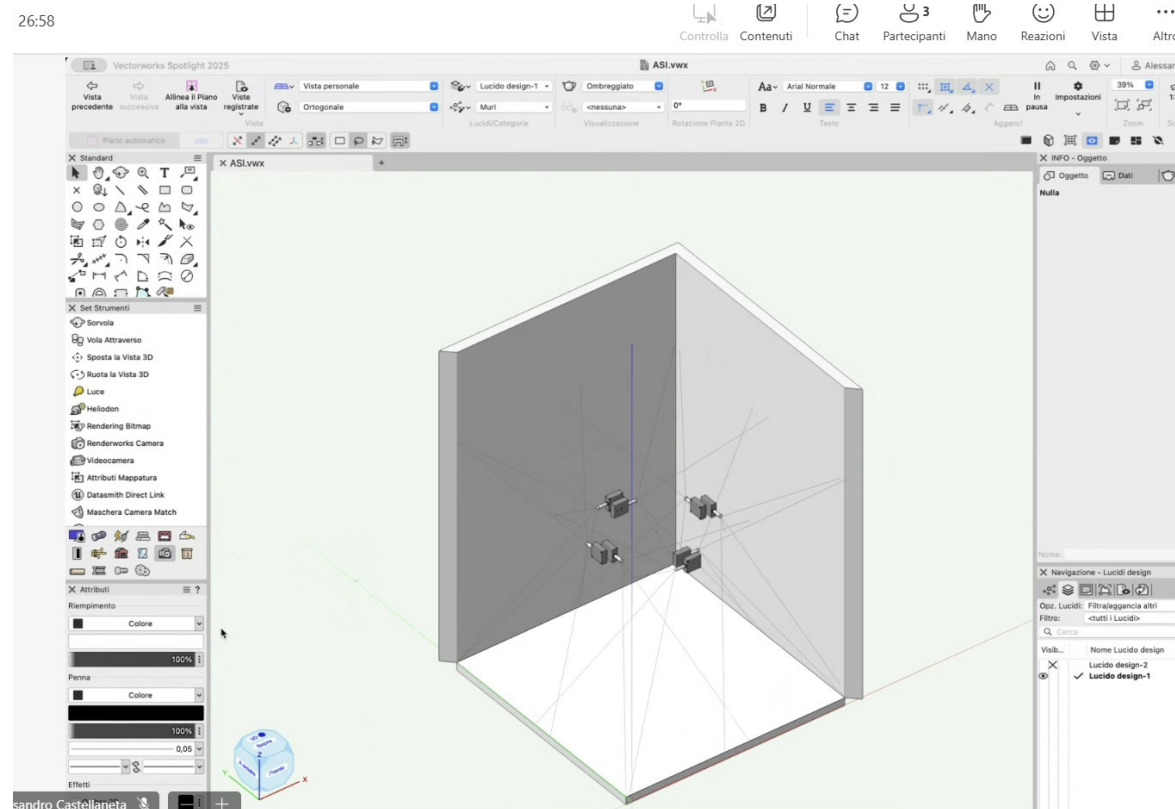 26:58
Controlla
Contenuti
Chat
3
Partecipanti
Mano
Reazioni
Vista
Altro
Vectorworks Spotlight 2025
ASI.vwx
Vista precedente
Vista successiva
Allinea il Piano alla vista
Viste registrate
Vista personale
Ortogonale
Vista
Lucido design-1
Muri
Lucidi/Categorie
Ombreggiato
<nessuna>
Visualizzazione
0°
Rotazione Pianta 2D
Aa
Arial Normale
12
B I U
Testo
Agganci
In pausa
Impostazioni
39%
Zoom
Piano automatico
Standard
ASI.vwx
INFO - Oggetto
Oggetto
Dati
Nulla
Set Strumenti
Sorvola
Vola Attraverso
Sposta la Vista 3D
Ruota la Vista 3D
Luce
Heliodon
Rendering Bitmap
Renderworks Camera
Videocamera
Attributi Mappatura
Datasmith Direct Link
Maschera Camera Match
Attributi
?
Riempimento
Colore
100%
Penna
Colore
100%
0,05
Effetti
Nome:
Navigazione - Lucidi design
Opz. Lucidi: Filtra/aggancia altri
Filtro: <tutti i Lucidi>
Cerca
Visib... Nome Lucido design
Lucido design-2
Lucido design-1
Z
Y
X
sandro Castellaneta